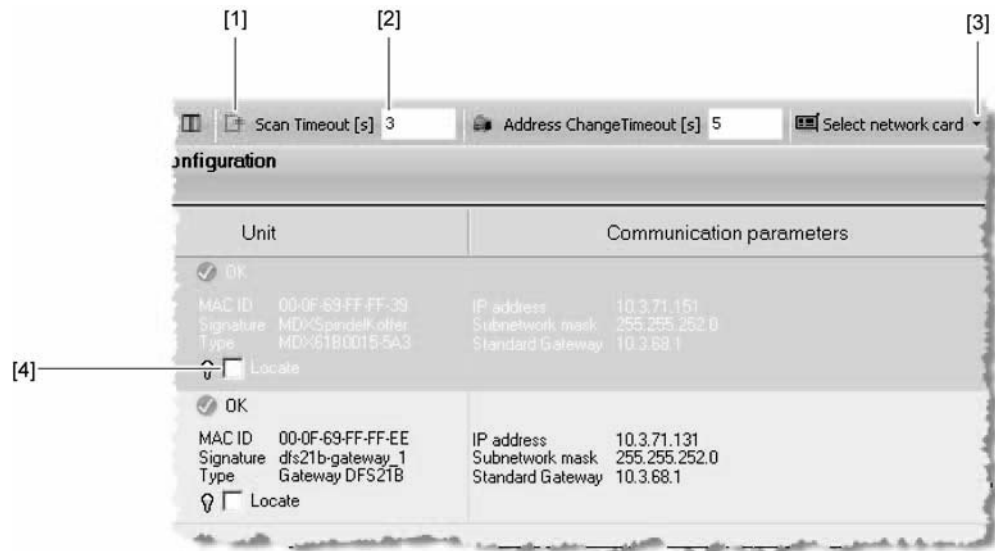 [1] [2] [3]
Scan Timeout [s] 3 Address ChangeTimeout [s] 5 Select network card
onfiguration
Unit Communication parameters
OK
MAC ID 00-0F-69-FF-FF-39 IP address 10.3.71.151
Signature MDXSpindelKoffer Subnetwork mask 255.255.252.0
Type MDX61B0015-5A3 Standard Gateway 10.3.68.1
[4] Locate
OK
MAC ID 00-0F-69-FF-FF-EE IP address 10.3.71.131
Signature dfs21b-gateway_1 Subnetwork mask 255.255.252.0
Type Gateway DFS21B Standard Gateway 10.3.68.1
Locate